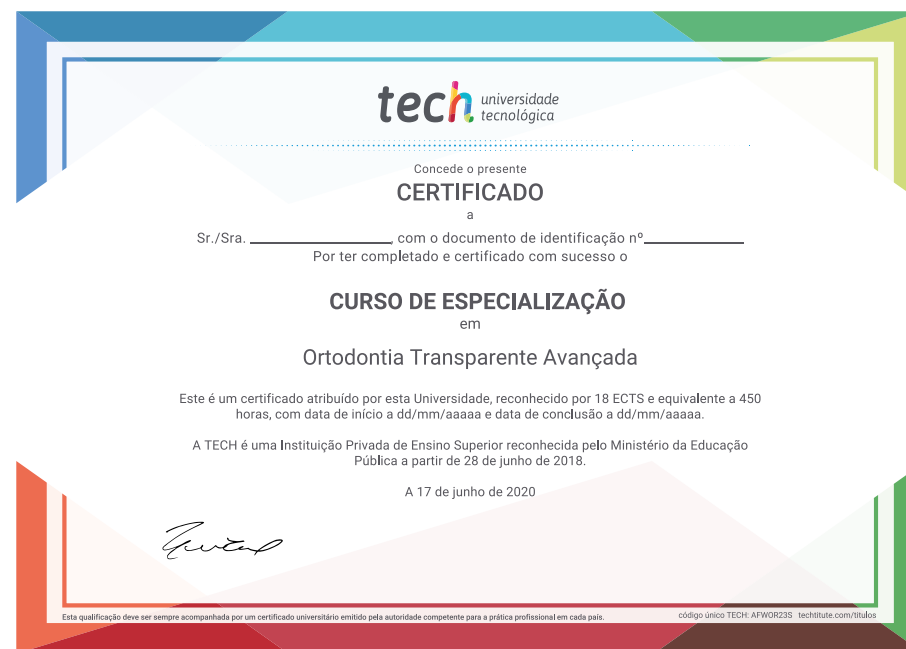 tech universidade
tecnológica
Concede o presente
CERTIFICADO
a
Sr./Sra. ____________________, com o documento de identificação nº______________
Por ter completado e certificado com sucesso o
CURSO DE ESPECIALIZAÇÃO
em
Ortodontia Transparente Avançada
Este é um certificado atribuído por esta Universidade, reconhecido por 18 ECTS e equivalente a 450
horas, com data de início a dd/mm/aaaaa e data de conclusão a dd/mm/aaaaa.
A TECH é uma Instituição Privada de Ensino Superior reconhecida pelo Ministério da Educação
Pública a partir de 28 de junho de 2018.
A 17 de junho de 2020
Esta qualificação deve ser sempre acompanhada por um certificado universitário emitido pela autoridade competente para a prática profissional em cada país.
código único TECH: AFWOR23S techtitute.com/titulos